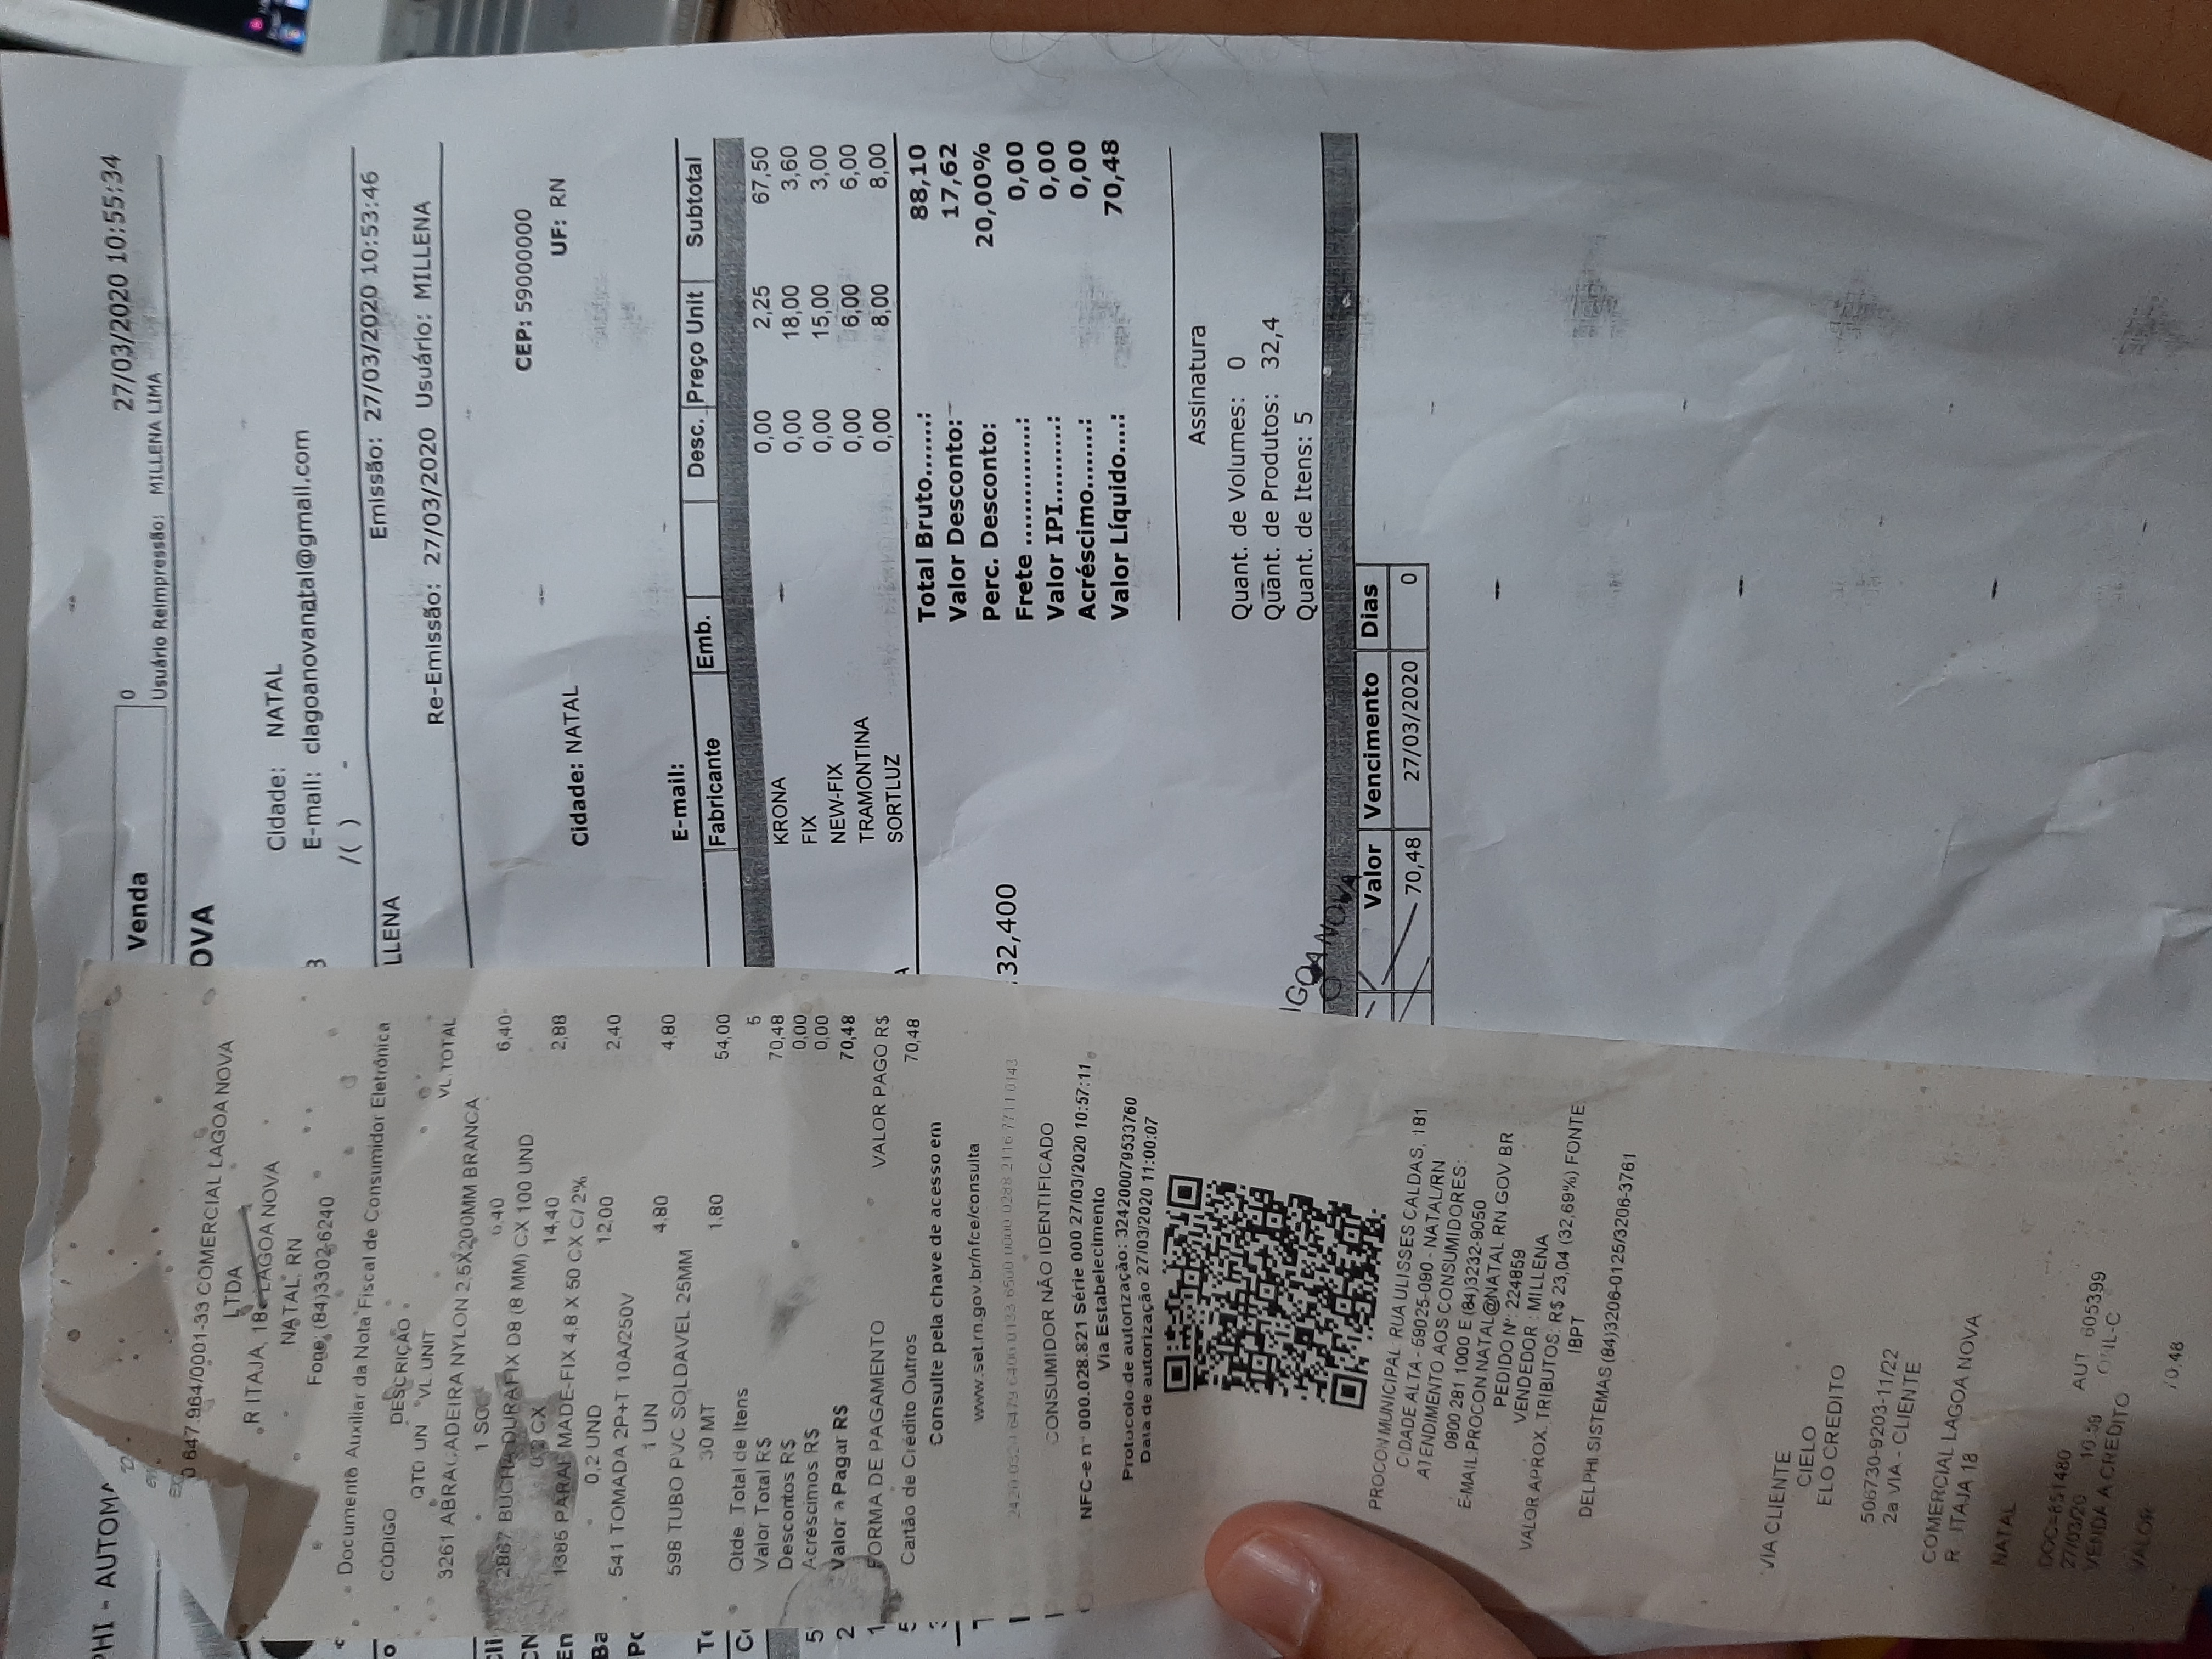 PHI - AUTOMA
Venda
0
27/03/2020 10:55:34
Usuário Reimpressão: MILLENA LIMA
OVA
Cidade: NATAL
E-mail: clagoanovanatal@gmail.com
/( ) -
LLENA
Emissão: 27/03/2020 10:53:46
Re-Emissão: 27/03/2020 Usuário: MILLENA
CEP: 59000000
Cidade: NATAL
UF: RN
E-mail:
Fabricante Emb. Desc. Preço Unit Subtotal
KRONA 0,00 2,25 67,50
FIX 0,00 18,00 3,60
NEW-FIX 0,00 15,00 3,00
TRAMONTINA 0,00 6,00 6,00
SORTLUZ 0,00 8,00 8,00
Total Bruto.......: 88,10
Valor Desconto: 17,62
Perc. Desconto: 20,00%
32,400
Frete ...............: 0,00
Valor IPI..........: 0,00
Acréscimo........: 0,00
Valor Líquido....: 70,48
Assinatura
Quant. de Volumes: 0
Quant. de Produtos: 32,4
Quant. de Itens: 5
AGOA NOVA
Valor Vencimento Dias
70,48 27/03/2020 0
647.964/0001-33 COMERCIAL LAGOA NOVA
LTDA
R ITAJA, 18 LAGOA NOVA
NATAL, RN
Fone: (84)3302-6240
Documento Auxiliar da Nota Fiscal de Consumidor Eletrônica
CÓDIGO DESCRIÇÃO
QTD UN VL.UNIT VL.TOTAL
3261 ABRACADEIRA NYLON 2,5X200MM BRANCA
1 SC 6,40 6,40
2867 BUCHA DURAFIX D8 (8 MM) CX 100 UND
0,2 CX 14,40 2,88
1385 PARAF MADE-FIX 4,8 X 50 CX C/ 2%
0,2 UND 12,00 2,40
541 TOMADA 2P+T 10A/250V
1 UN 4,80 4,80
598 TUBO PVC SOLDAVEL 25MM
30 MT 1,80 54,00
Qtde. Total de Itens 5
Valor Total R$ 70,48
Descontos R$ 0,00
Acréscimos R$ 0,00
Valor a Pagar R$ 70,48
FORMA DE PAGAMENTO VALOR PAGO R$
Cartão de Crédito Outros 70,48
Consulte pela chave de acesso em
www.set.rn.gov.br/nfce/consulta
2420 0320 6479 6400 0133 6500 0000 0288 2116 7711 0143
CONSUMIDOR NÃO IDENTIFICADO
NFC-e nº 000.028.821 Série 000 27/03/2020 10:57:11
Via Estabelecimento
Protocolo de autorização: 324200079533760
Data de autorização 27/03/2020 11:00:07
PROCON MUNICIPAL: RUA ULISSES CALDAS, 181
CIDADE ALTA - 59025-090 - NATAL/RN
ATENDIMENTO AOS CONSUMIDORES:
0800 281 1000 E (84)3232-9050
E-MAIL:PROCON.NATAL@NATAL.RN.GOV.BR
PEDIDO Nº: 224859
VENDEDOR : MILLENA
VALOR APROX. TRIBUTOS: R$ 23,04 (32,69%) FONTE:
IBPT
DELPHI SISTEMAS (84)3206-0125/3206-3761
VIA CLIENTE
CIELO
ELO CREDITO
506730-9203-11/22
2a VIA - CLIENTE
COMERCIAL LAGOA NOVA
R ITAJA 18
NATAL
DOC=851480 AUT 605399
27/03/20 10:59 ONL-C
VENDA A CREDITO
VALOR
70,48